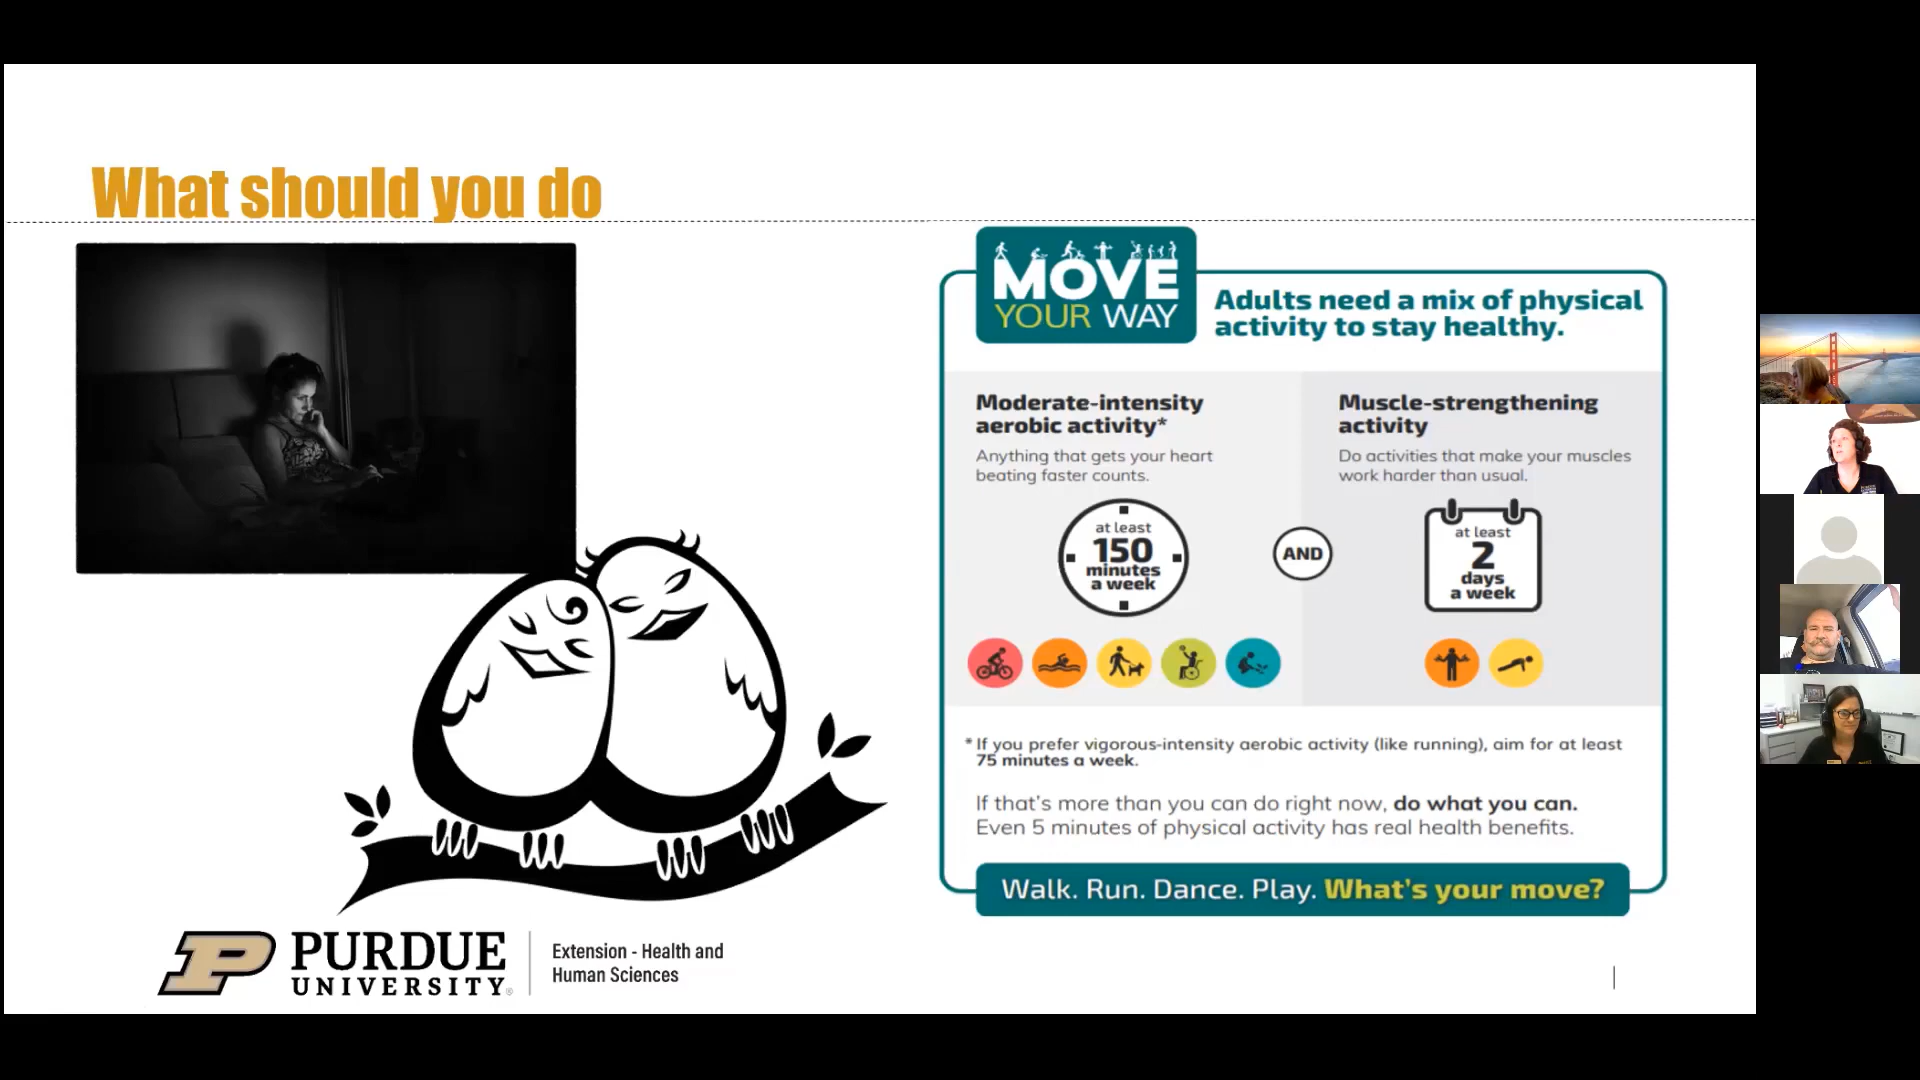 What should you do
MOVE
YOUR WAY
Adults need a mix of physical
activity to stay healthy.
Moderate-intensity
aerobic activity*
Anything that gets your heart
beating faster counts.
at least
150
minutes
a week
AND
Muscle-strengthening
activity
Do activities that make your muscles
work harder than usual.
at least
2
days
a week
* If you prefer vigorous-intensity aerobic activity (like running), aim for at least
75 minutes a week.
If that's more than you can do right now, do what you can.
Even 5 minutes of physical activity has real health benefits.
Walk. Run. Dance. Play. What's your move?
PURDUE
UNIVERSITY®
Extension - Health and
Human Sciences